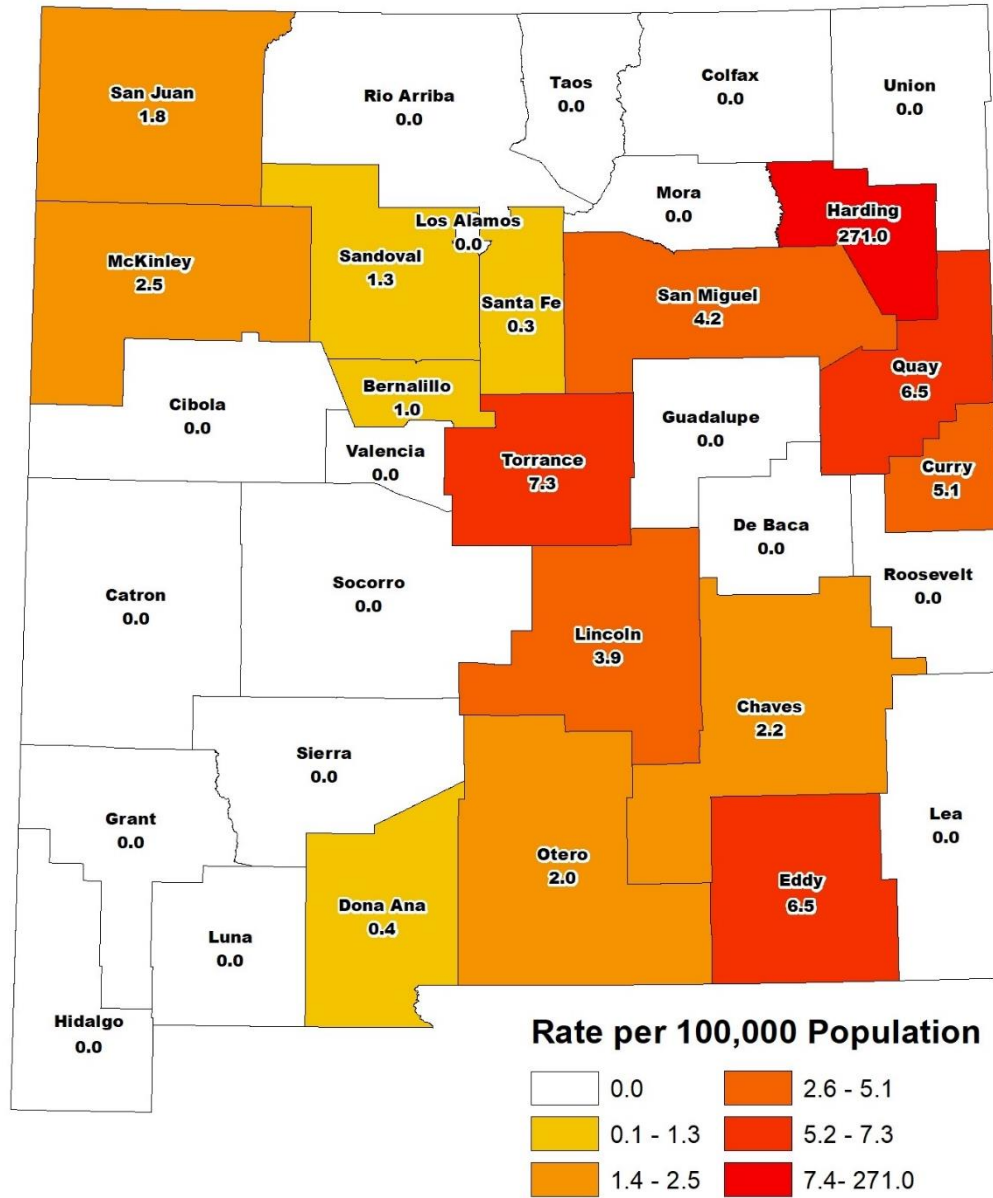 San Juan
1.8
Rio Arriba
0.0
Taos
0.0
Colfax
0.0
Union
0.0
Mora
0.0
Harding
271.0
Los Alamos
0.0
McKinley
2.5
Sandoval
1.3
Santa Fe
0.3
San Miguel
4.2
Quay
6.5
Bernalillo
1.0
Cibola
0.0
Guadalupe
0.0
Valencia
0.0
Torrance
7.3
Curry
5.1
De Baca
0.0
Roosevelt
0.0
Catron
0.0
Socorro
0.0
Lincoln
3.9
Chaves
2.2
Sierra
0.0
Grant
0.0
Lea
0.0
Otero
2.0
Eddy
6.5
Dona Ana
0.4
Luna
0.0
Hidalgo
0.0
Rate per 100,000 Population
0.0
0.1 - 1.3
1.4 - 2.5
2.6 - 5.1
5.2 - 7.3
7.4- 271.0